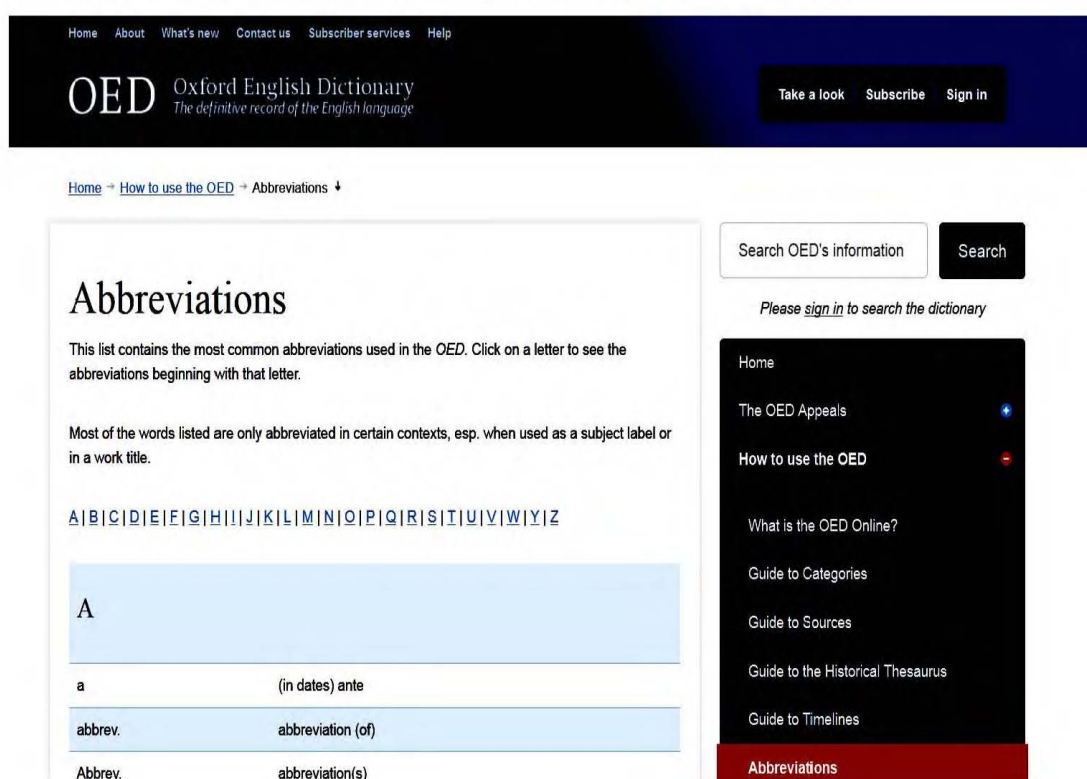 Home About What's new Contact us Subscriber services Help
OED Oxford English Dictionary
The definitive record of the English language
Take a look Subscribe Sign in
Home → How to use the OED → Abbreviations ↓
Abbreviations
This list contains the most common abbreviations used in the OED. Click on a letter to see the
abbreviations beginning with that letter.
Most of the words listed are only abbreviated in certain contexts, esp. when used as a subject label or
in a work title.
A | B | C | D | E | F | G | H | I | J | K | L | M | N | O | P | Q | R | S | T | U | V | W | Y | Z
A
a (in dates) ante
abbrev. abbreviation (of)
Abbrev. abbreviation(s)
Search OED's information Search
Please sign in to search the dictionary
Home
The OED Appeals
How to use the OED
What is the OED Online?
Guide to Categories
Guide to Sources
Guide to the Historical Thesaurus
Guide to Timelines
Abbreviations